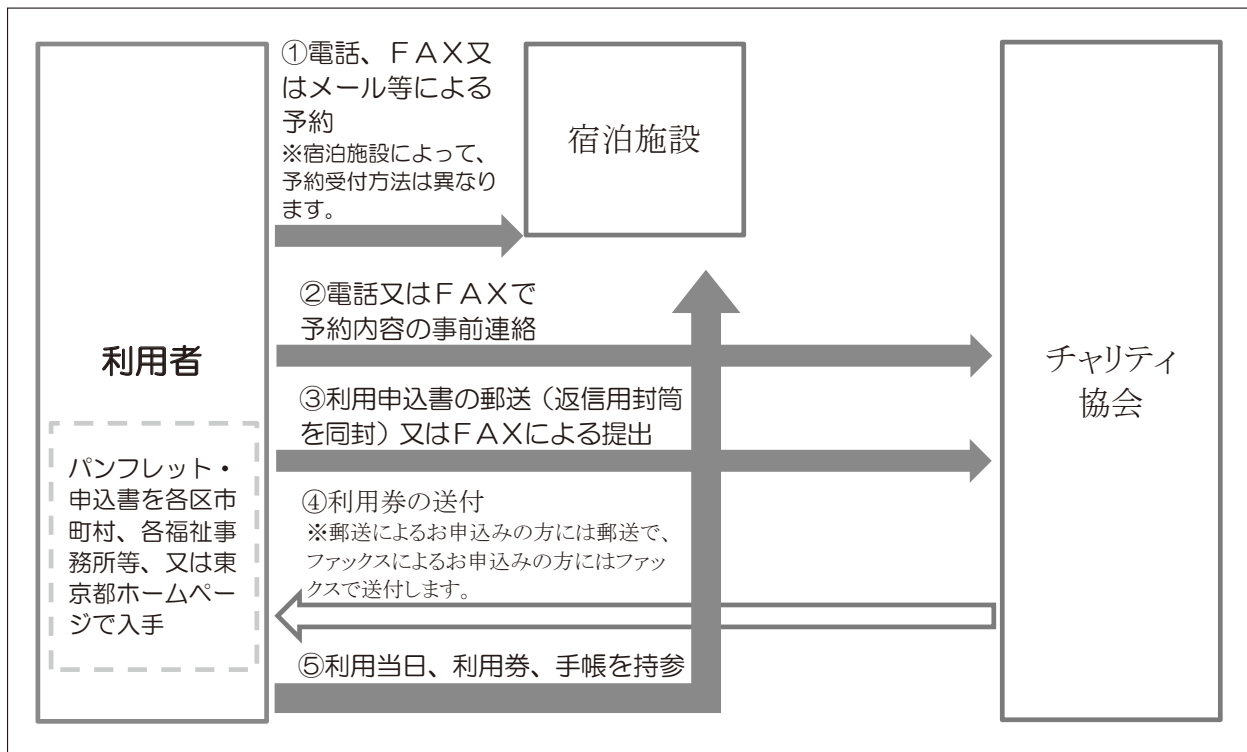 ①電話、ＦＡＸ又
はメール等による
予約
※宿泊施設によって、
予約受付方法は異なり
ます。
宿泊施設
②電話又はＦＡＸで
予約内容の事前連絡
利用者
チャリティ
協会
③利用申込書の郵送（返信用封筒
を同封）又はＦＡＸによる提出
パンフレット・
申込書を各区市
町村、各福祉事
務所等、又は東
京都ホームペー
ジで入手
④利用券の送付
※郵送によるお申込みの方には郵送で、
ファックスによるお申込みの方にはファッ
クスで送付します。
⑤利用当日、利用券、手帳を持参